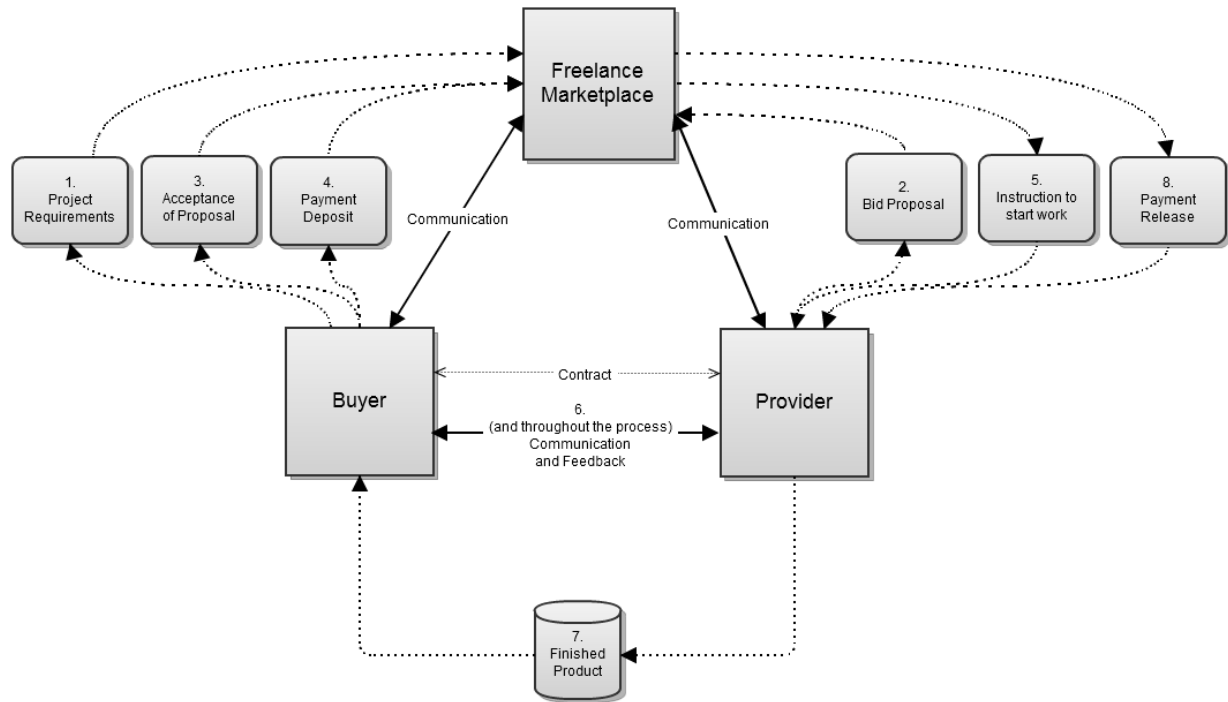 Freelance
Marketplace
1.
Project
Requirements
3.
Acceptance
of Proposal
4.
Payment
Deposit
2.
Bid Proposal
5.
Instruction to
start work
8.
Payment
Release
Communication
Communication
Buyer
Contract
6.
(and throughout the process)
Communication
and Feedback
Provider
7.
Finished
Product